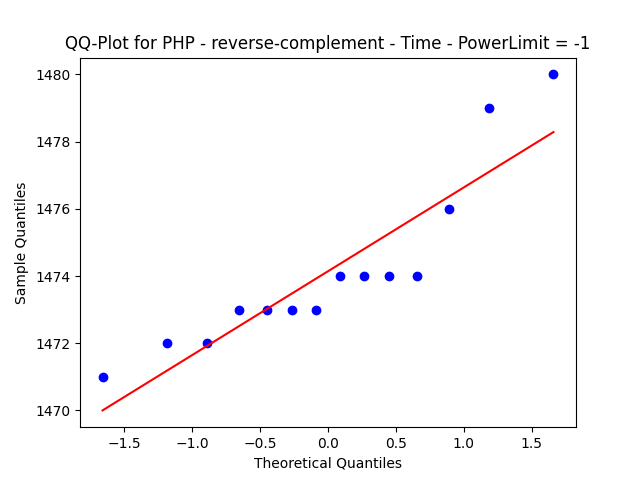 QQ-Plot for PHP - reverse-complement - Time - PowerLimit = -1
1480
1478
1476
1474
1472
1470
Sample Quantiles
−1.5 −1.0 −0.5 0.0 0.5 1.0 1.5
Theoretical Quantiles